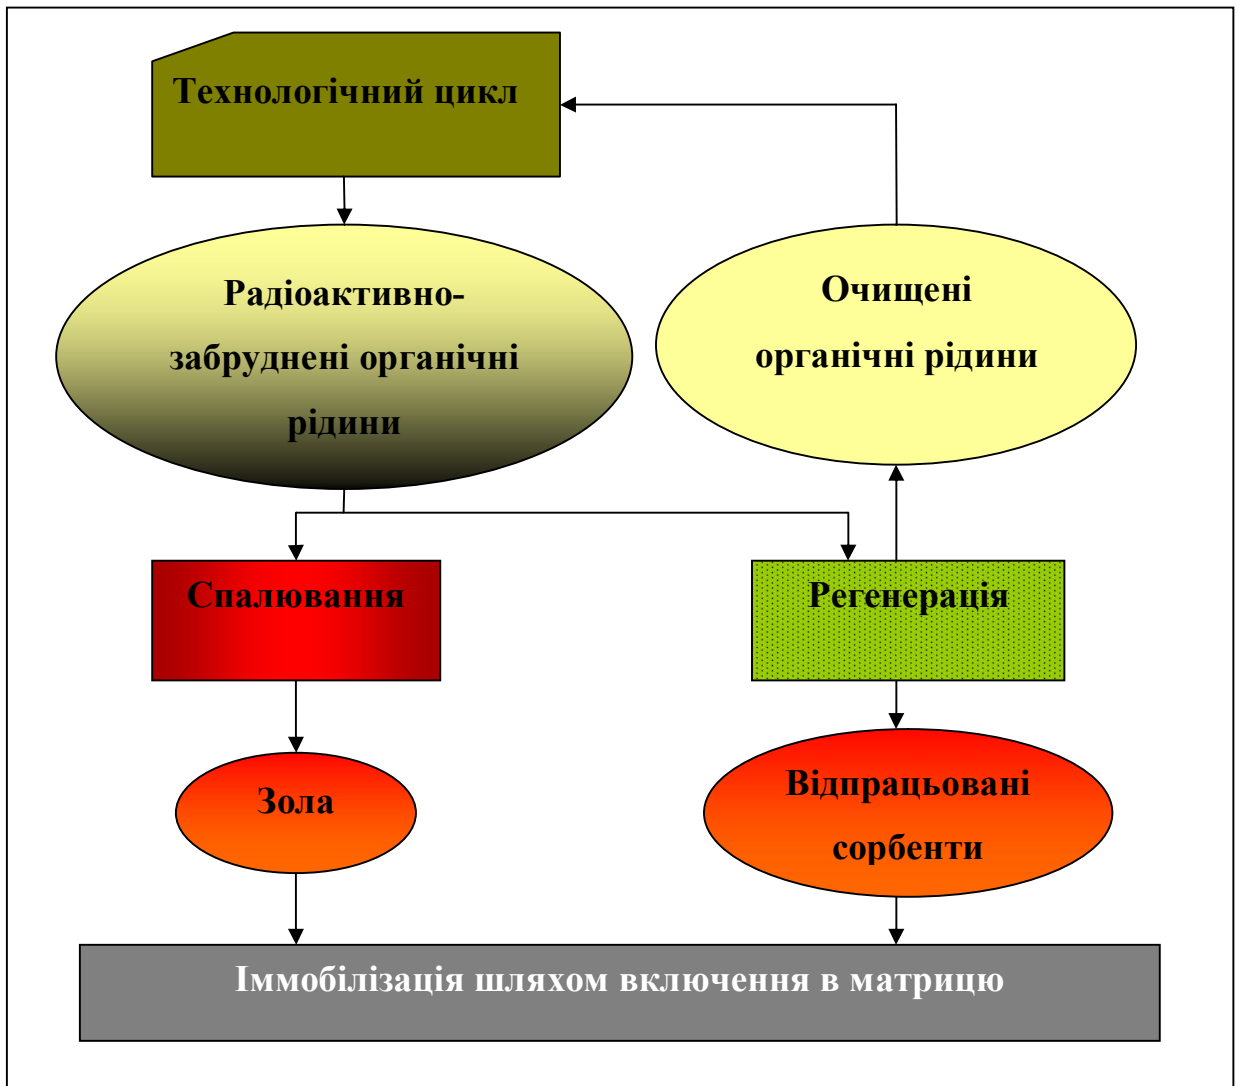 Технологічний цикл
Радіоактивно-
забруднені органічні
рідини
Очищені
органічні рідини
Спалювання
Регенерація
Зола
Відпрацьовані
сорбенти
Іммобілізація шляхом включення в матрицю